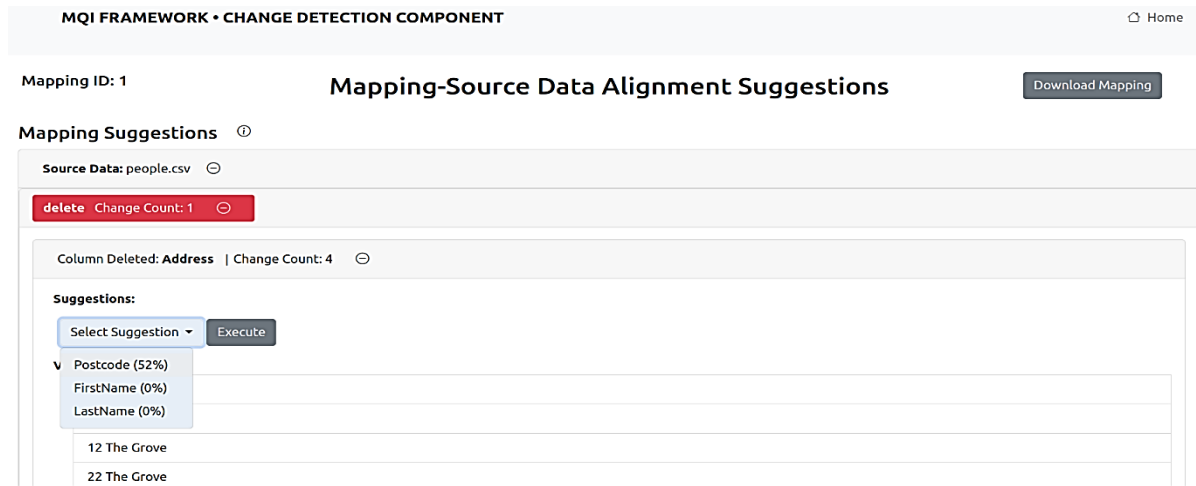 MQI FRAMEWORK • CHANGE DETECTION COMPONENT
Home
Mapping ID: 1
Mapping-Source Data Alignment Suggestions
Download Mapping
Mapping Suggestions
Source Data: people.csv
delete Change Count: 1
Column Deleted: Address | Change Count: 4
Suggestions:
Select Suggestion
Execute
Postcode (52%)
FirstName (0%)
LastName (0%)
12 The Grove
22 The Grove